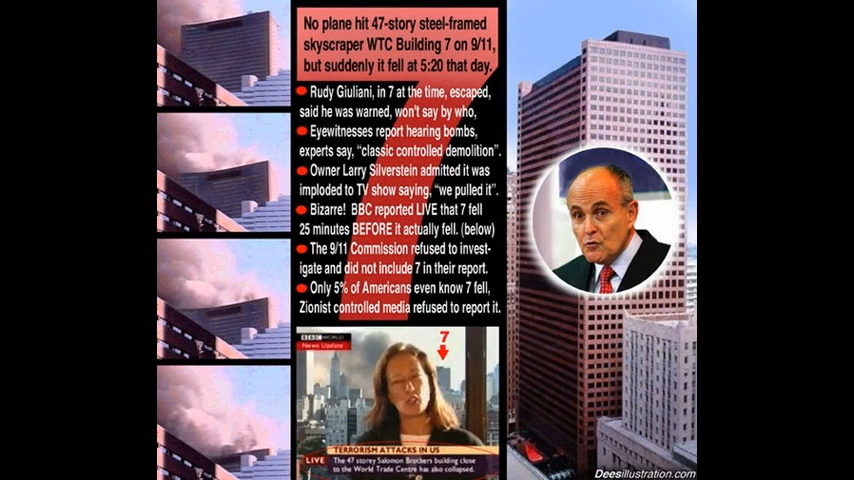 No plane hit 47-story steel-framed
skyscraper WTC Building 7 on 9/11,
but suddenly it fell at 5:20 that day.
Rudy Giuliani, in 7 at the time, escaped,
said he was warned, won't say by who,
Eyewitnesses report hearing bombs,
experts say, “classic controlled demolition”.
Owner Larry Silverstein admitted it was
imploded to TV show saying, “we pulled it”.
Bizarre! BBC reported LIVE that 7 fell
25 minutes BEFORE it actually fell. (below)
The 9/11 Commission refused to invest-
igate and did not include 7 in their report.
Only 5% of Americans even know 7 fell,
Zionist controlled media refused to report it.
7
BBC WORLD
News Update
TERRORISM ATTACKS IN US
LIVE The 47 storey Salomon Brothers building close
to the World Trade Centre has also collapsed.
Deesillustration.com